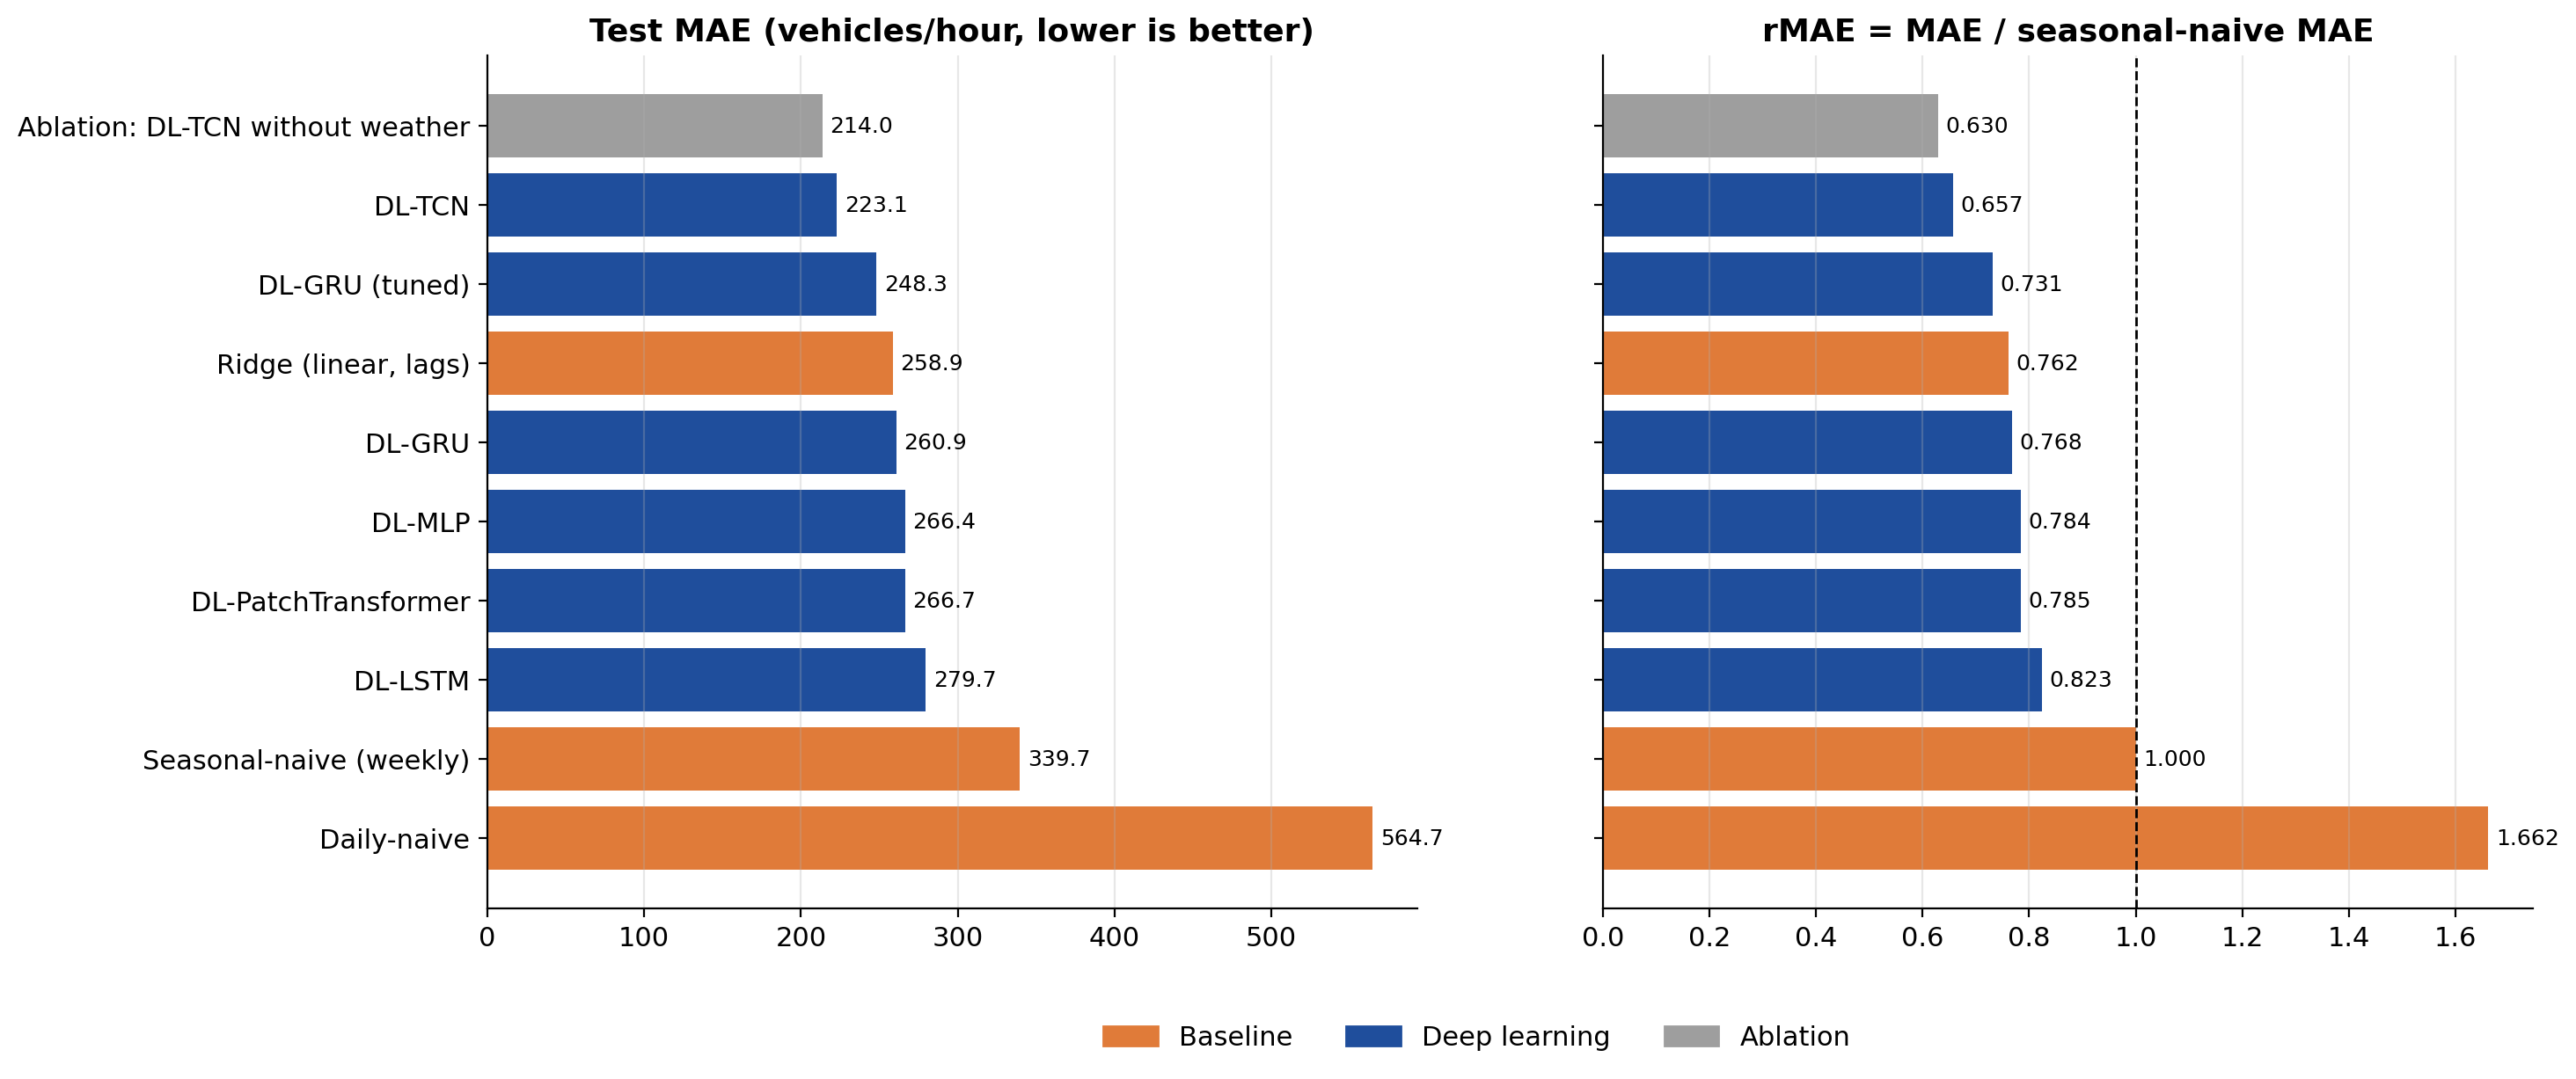 Test MAE (vehicles/hour, lower is better)
Ablation: DL-TCN without weather
214.0
DL-TCN
223.1
DL-GRU (tuned)
248.3
Ridge (linear, lags)
258.9
DL-GRU
260.9
DL-MLP
266.4
DL-PatchTransformer
266.7
DL-LSTM
279.7
Seasonal-naive (weekly)
339.7
Daily-naive
564.7
0 100 200 300 400 500
rMAE = MAE / seasonal-naive MAE
0.630
0.657
0.731
0.762
0.768
0.784
0.785
0.823
1.000
1.662
0.0 0.2 0.4 0.6 0.8 1.0 1.2 1.4 1.6
Baseline Deep learning Ablation